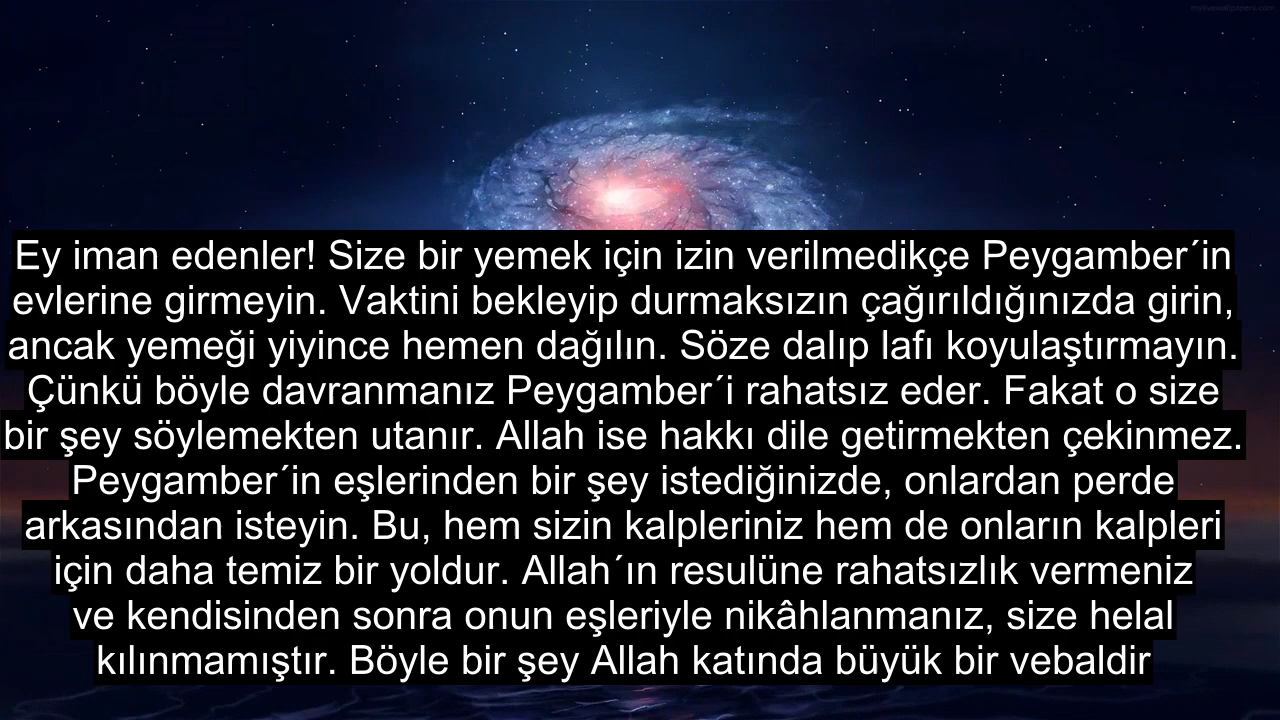 mylivewallpapers.com
Ey iman edenler! Size bir yemek için izin verilmedikçe Peygamber´in
evlerine girmeyin. Vaktini bekleyip durmaksızın çağırıldığınızda girin,
ancak yemeği yiyince hemen dağılın. Söze dalıp lafı koyulaştırmayın.
Çünkü böyle davranmanız Peygamber´i rahatsız eder. Fakat o size
bir şey söylemekten utanır. Allah ise hakkı dile getirmekten çekinmez.
Peygamber´in eşlerinden bir şey istediğinizde, onlardan perde
arkasından isteyin. Bu, hem sizin kalpleriniz hem de onların kalpleri
için daha temiz bir yoldur. Allah´ın resulüne rahatsızlık vermeniz
ve kendisinden sonra onun eşleriyle nikâhlanmanız, size helal
kılınmamıştır. Böyle bir şey Allah katında büyük bir vebaldir